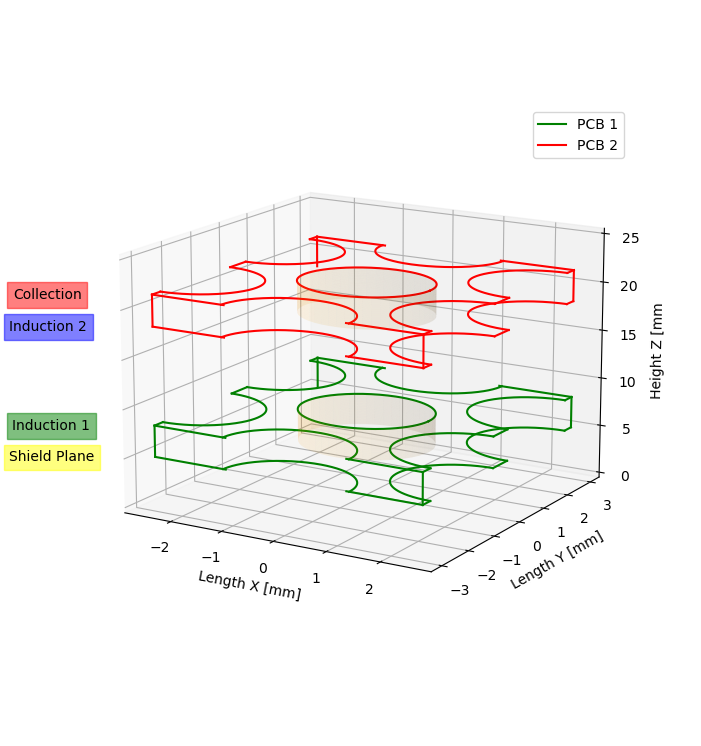 PCB 1
PCB 2
Collection
Induction 2
Induction 1
Shield Plane
25
20
15
10
5
0
Height Z [mm
−2
−1
0
1
2
Length X [mm]
−3
−2
−1
0
1
2
3
Length Y [mm]